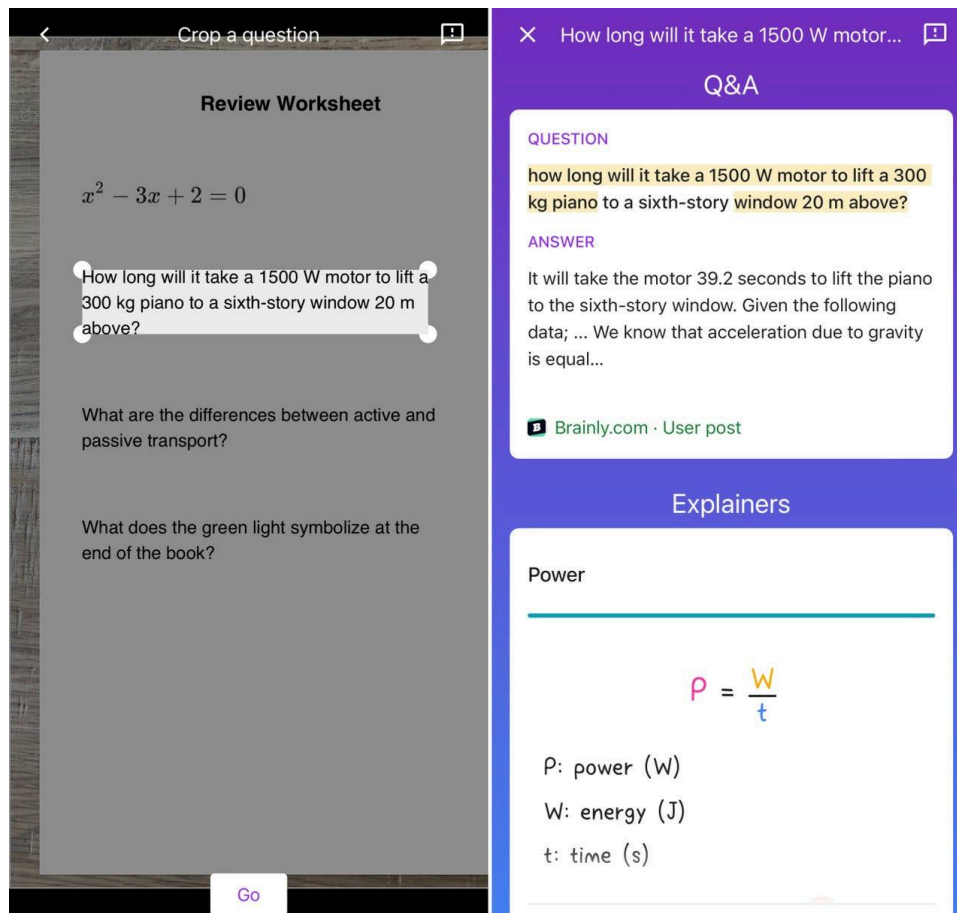 Crop a question
Review Worksheet
x² − 3x + 2 = 0
How long will it take a 1500 W motor to lift a
300 kg piano to a sixth-story window 20 m
above?
What are the differences between active and
passive transport?
What does the green light symbolize at the
end of the book?
Go
How long will it take a 1500 W motor...
Q&A
QUESTION
how long will it take a 1500 W motor to lift a 300
kg piano to a sixth-story window 20 m above?
ANSWER
It will take the motor 39.2 seconds to lift the piano
to the sixth-story window. Given the following
data; ... We know that acceleration due to gravity
is equal...
B Brainly.com · User post
Explainers
Power
P = W/t
P: power (W)
W: energy (J)
t: time (s)